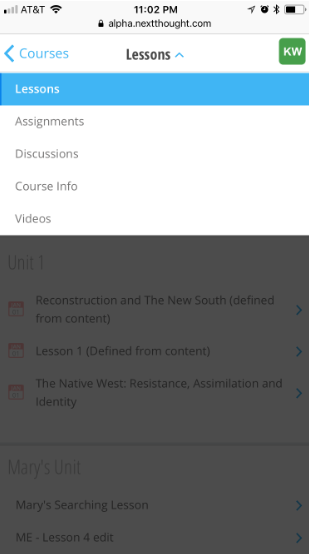 AT&T 11:02 PM
alpha.nextthought.com
Courses Lessons KW
Lessons
Assignments
Discussions
Course Info
Videos
Unit 1
Reconstruction and The New South (defined
from content)
Lesson 1 (Defined from content)
The Native West: Resistance, Assimilation and
Identity
Mary's Unit
Mary's Searching Lesson
ME - Lesson 4 edit